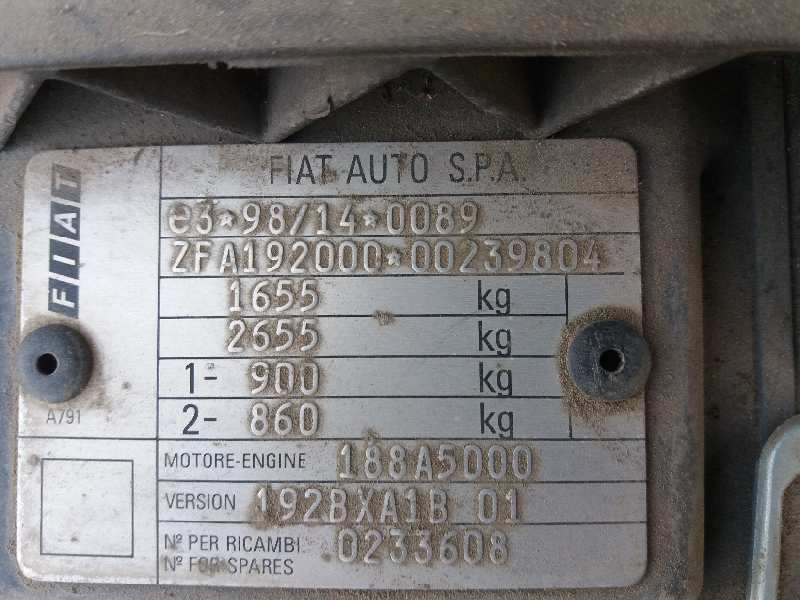 FIAT
FIAT AUTO S.P.A.
e3*98/14*0089
ZFA192000*00239804
1655 kg
2655 kg
1- 900 kg
2- 860 kg
A791
MOTORE-ENGINE 188A5000
VERSION 192BXA1B 01
Nº PER RICAMBI 0233608
Nº FOR SPARES